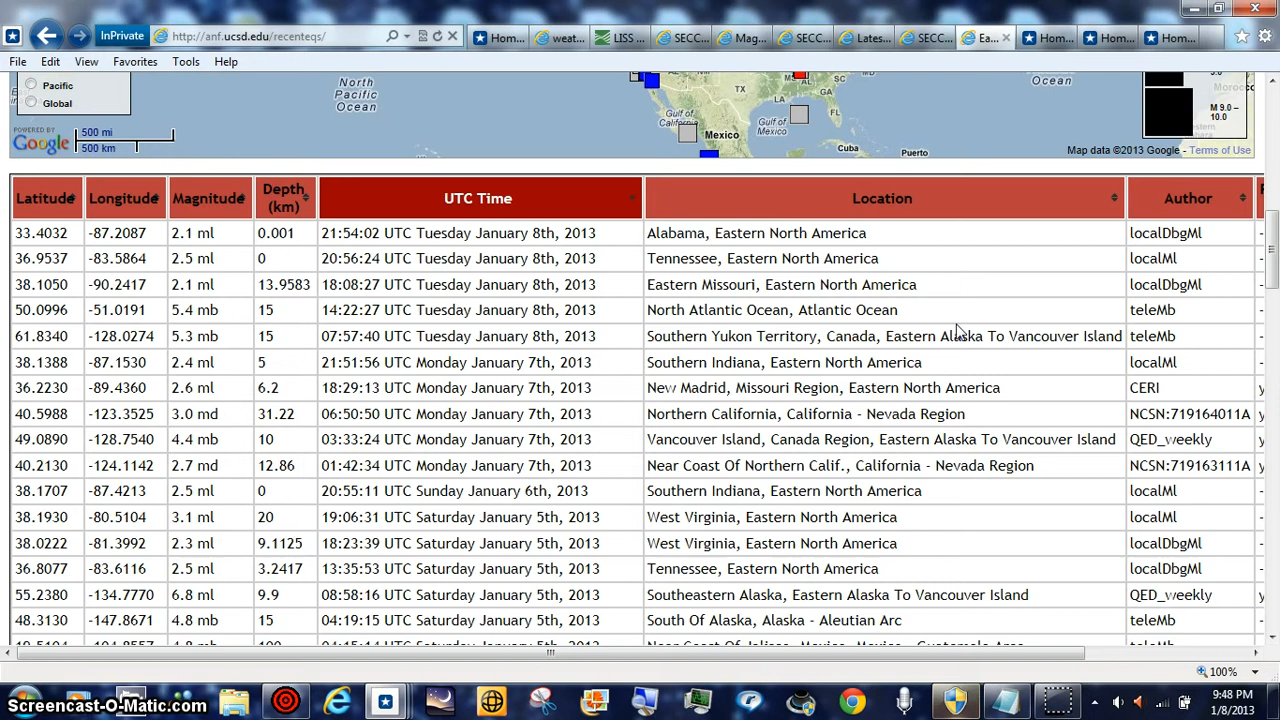 InPrivate http://anf.ucsd.edu/recenteqs/ Hom... weat... LISS ... SECC... Mag... SECC... Lates... SECC... Ea... Hom... Hom... Hom...
File Edit View Favorites Tools Help
Pacific
Global
North Pacific Ocean
AZ NM TX LA AR GA SC FL
Gulf of California
Gulf of Mexico
Mexico
Cuba
Puerto
Ocean
M 9.0 – 10.0
POWERED BY Google
500 mi
500 km
Map data ©2013 Google - Terms of Use
Latitude Longitude Magnitude Depth (km) UTC Time Location Author
33.4032 -87.2087 2.1 ml 0.001 21:54:02 UTC Tuesday January 8th, 2013 Alabama, Eastern North America localDbgMl
36.9537 -83.5864 2.5 ml 0 20:56:24 UTC Tuesday January 8th, 2013 Tennessee, Eastern North America localMl
38.1050 -90.2417 2.1 ml 13.9583 18:08:27 UTC Tuesday January 8th, 2013 Eastern Missouri, Eastern North America localDbgMl
50.0996 -51.0191 5.4 mb 15 14:22:27 UTC Tuesday January 8th, 2013 North Atlantic Ocean, Atlantic Ocean teleMb
61.8340 -128.0274 5.3 mb 15 07:57:40 UTC Tuesday January 8th, 2013 Southern Yukon Territory, Canada, Eastern Alaska To Vancouver Island teleMb
38.1388 -87.1530 2.4 ml 5 21:51:56 UTC Monday January 7th, 2013 Southern Indiana, Eastern North America localMl
36.2230 -89.4360 2.6 ml 6.2 18:29:13 UTC Monday January 7th, 2013 New Madrid, Missouri Region, Eastern North America CERI
40.5988 -123.3525 3.0 md 31.22 06:50:50 UTC Monday January 7th, 2013 Northern California, California - Nevada Region NCSN:719164011A
49.0890 -128.7540 4.4 mb 10 03:33:24 UTC Monday January 7th, 2013 Vancouver Island, Canada Region, Eastern Alaska To Vancouver Island QED_weekly
40.2130 -124.1142 2.7 md 12.86 01:42:34 UTC Monday January 7th, 2013 Near Coast Of Northern Calif., California - Nevada Region NCSN:719163111A
38.1707 -87.4213 2.5 ml 0 20:55:11 UTC Sunday January 6th, 2013 Southern Indiana, Eastern North America localMl
38.1930 -80.5104 3.1 ml 20 19:06:31 UTC Saturday January 5th, 2013 West Virginia, Eastern North America localMl
38.0222 -81.3992 2.3 ml 9.1125 18:23:39 UTC Saturday January 5th, 2013 West Virginia, Eastern North America localDbgMl
36.8077 -83.6116 2.5 ml 3.2417 13:35:53 UTC Saturday January 5th, 2013 Tennessee, Eastern North America localDbgMl
55.2380 -134.7770 6.8 ml 9.9 08:58:16 UTC Saturday January 5th, 2013 Southeastern Alaska, Eastern Alaska To Vancouver Island QED_weekly
48.3130 -147.8671 4.8 mb 15 04:19:15 UTC Saturday January 5th, 2013 South Of Alaska, Alaska - Aleutian Arc teleMb
100%
Screencast-O-Matic.com
9:48 PM
1/8/2013